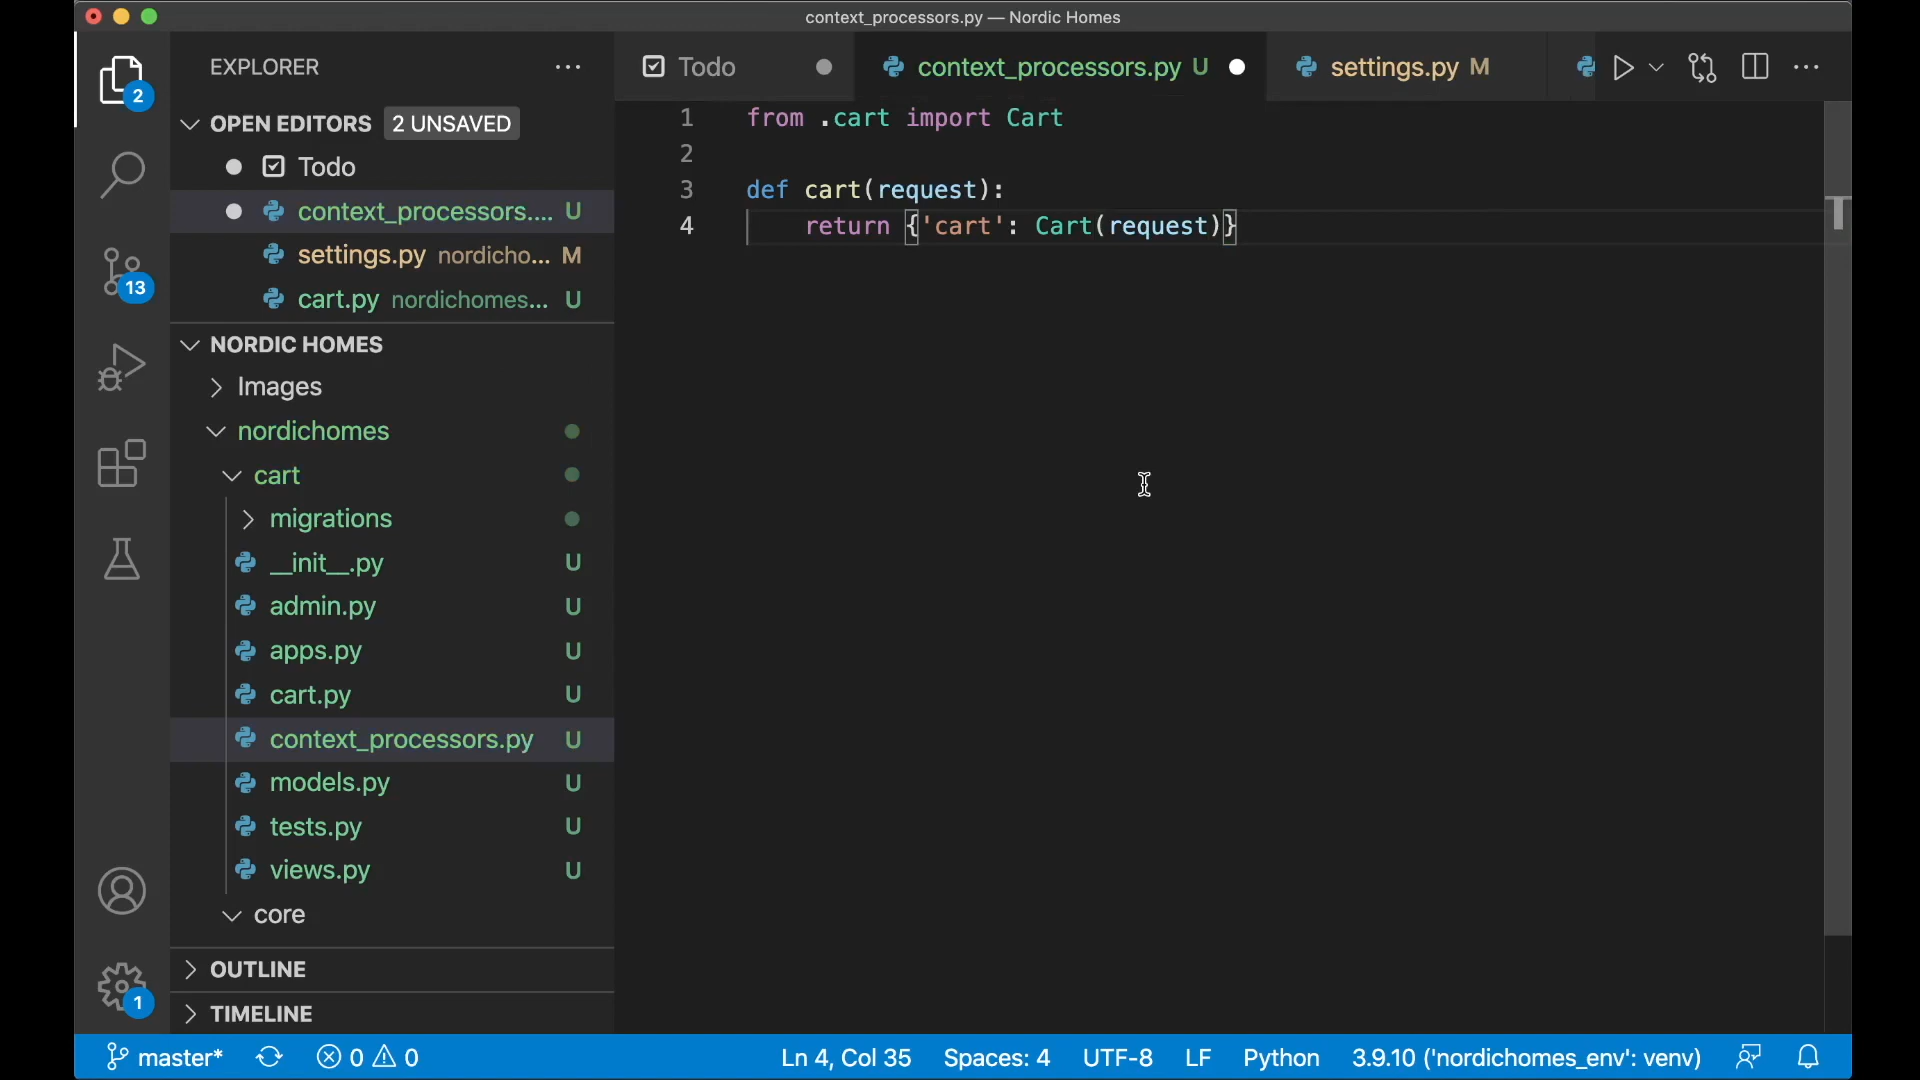 context_processors.py — Nordic Homes
EXPLORER
2
OPEN EDITORS 2 UNSAVED
Todo
context_processors.... U
settings.py nordicho... M
cart.py nordichomes... U
13
NORDIC HOMES
Images
nordichomes
cart
migrations
__init__.py U
admin.py U
apps.py U
cart.py U
context_processors.py U
models.py U
tests.py U
views.py U
core
OUTLINE
1
TIMELINE
Todo
context_processors.py U
settings.py M
1 from .cart import Cart
2
3 def cart(request):
4 return {'cart': Cart(request)}
master* 0 0 Ln 4, Col 35 Spaces: 4 UTF-8 LF Python 3.9.10 ('nordichomes_env': venv)